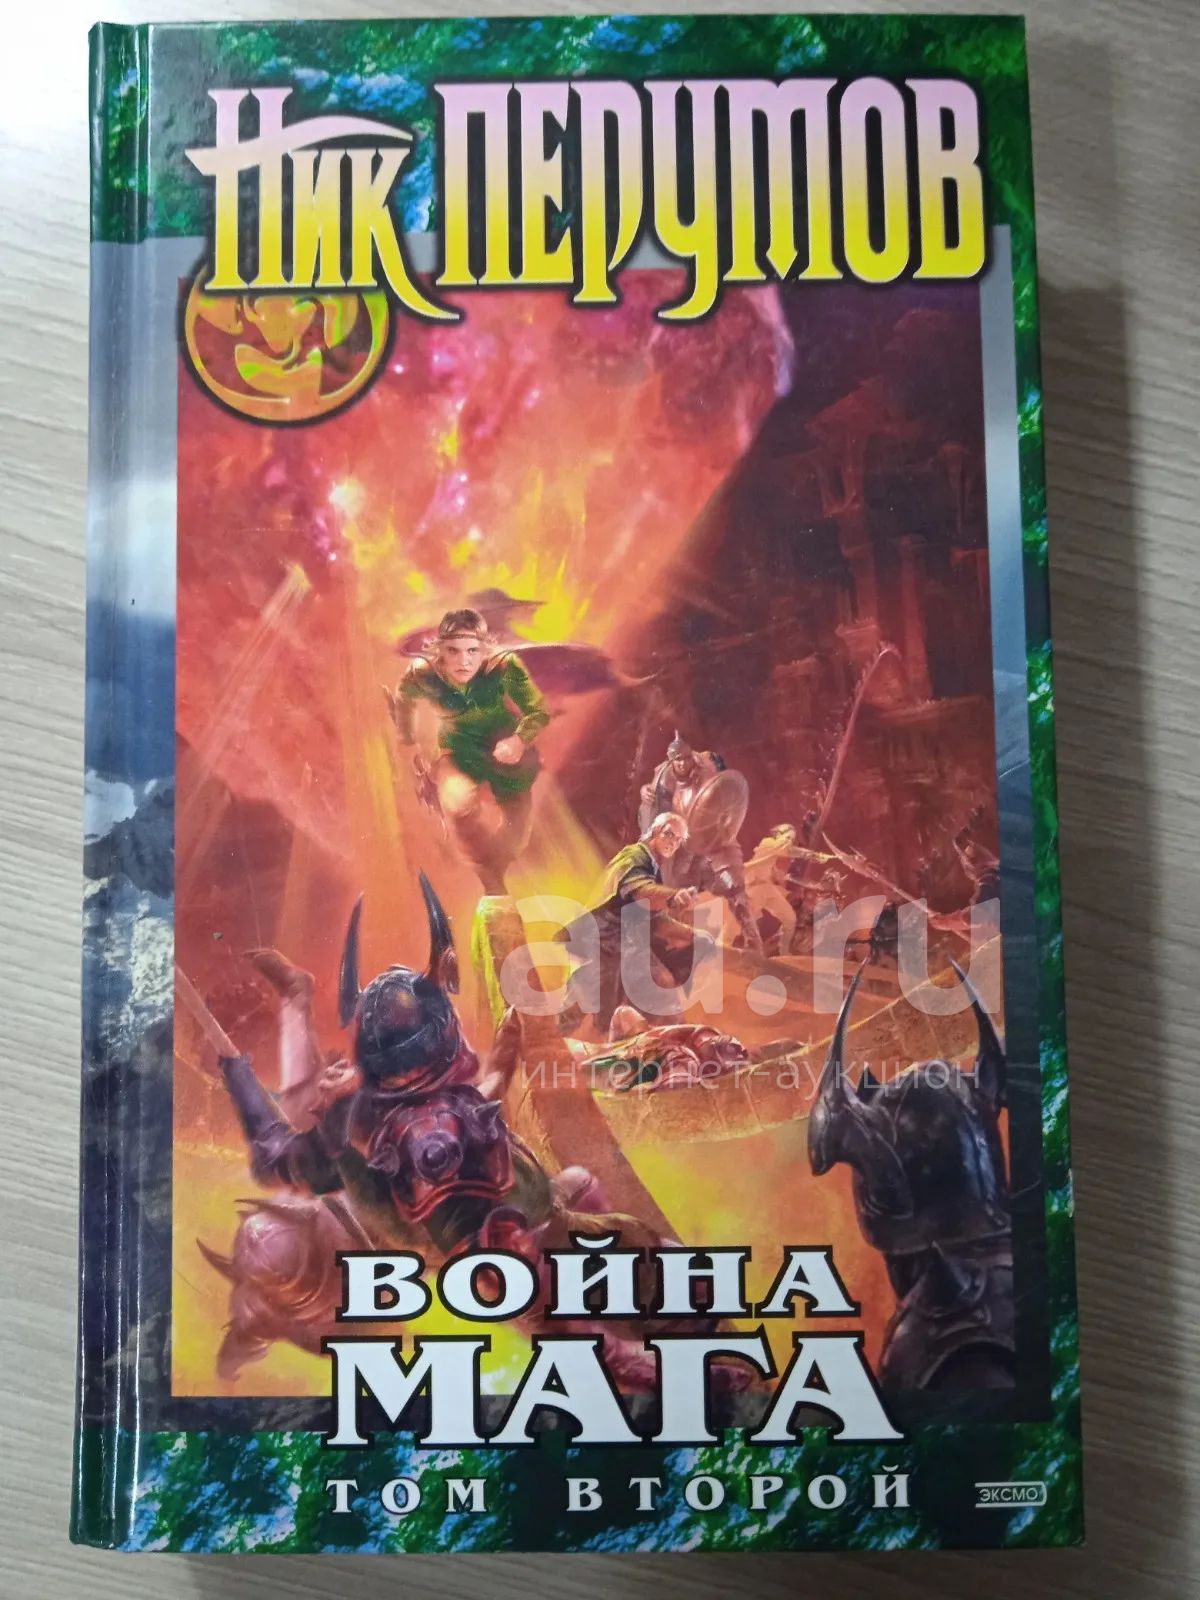 Ник ПЕРУМОВ
au.ru
интернет-аукцион
ВОЙНА
МАГА
ТОМ ВТОРОЙ
ЭКСМО